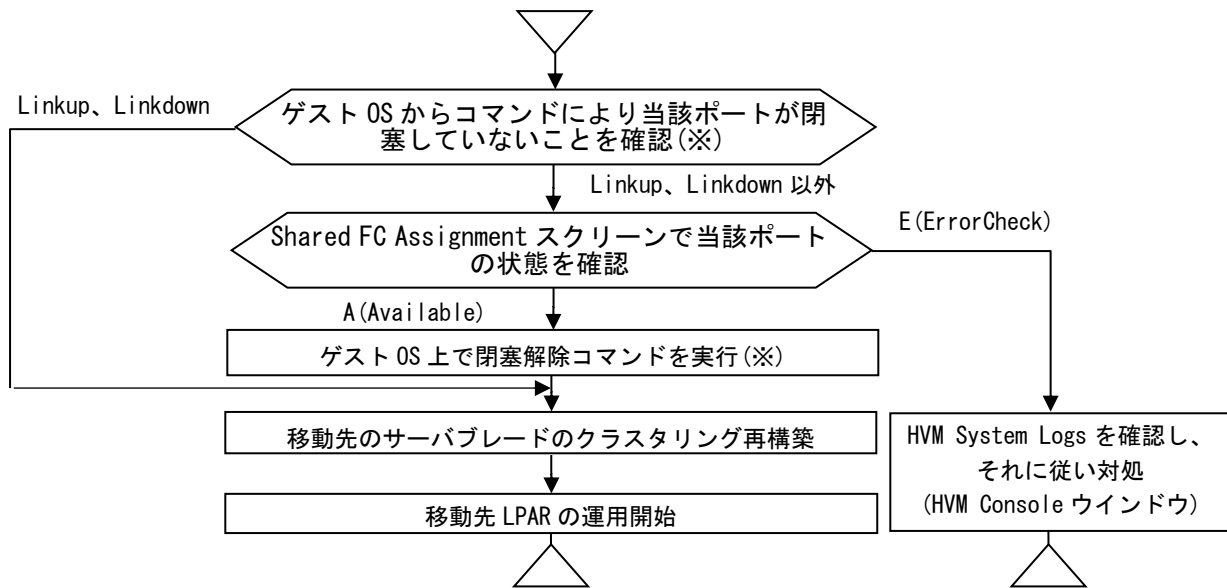 Linkup、Linkdown
ゲスト OS からコマンドにより当該ポートが閉
塞していないことを確認(※)
Linkup、Linkdown 以外
Shared FC Assignment スクリーンで当該ポート
の状態を確認
E(ErrorCheck)
A(Available)
ゲスト OS 上で閉塞解除コマンドを実行(※)
移動先のサーバブレードのクラスタリング再構築
移動先 LPAR の運用開始
HVM System Logs を確認し、
それに従い対処
(HVM Console ウインドウ)